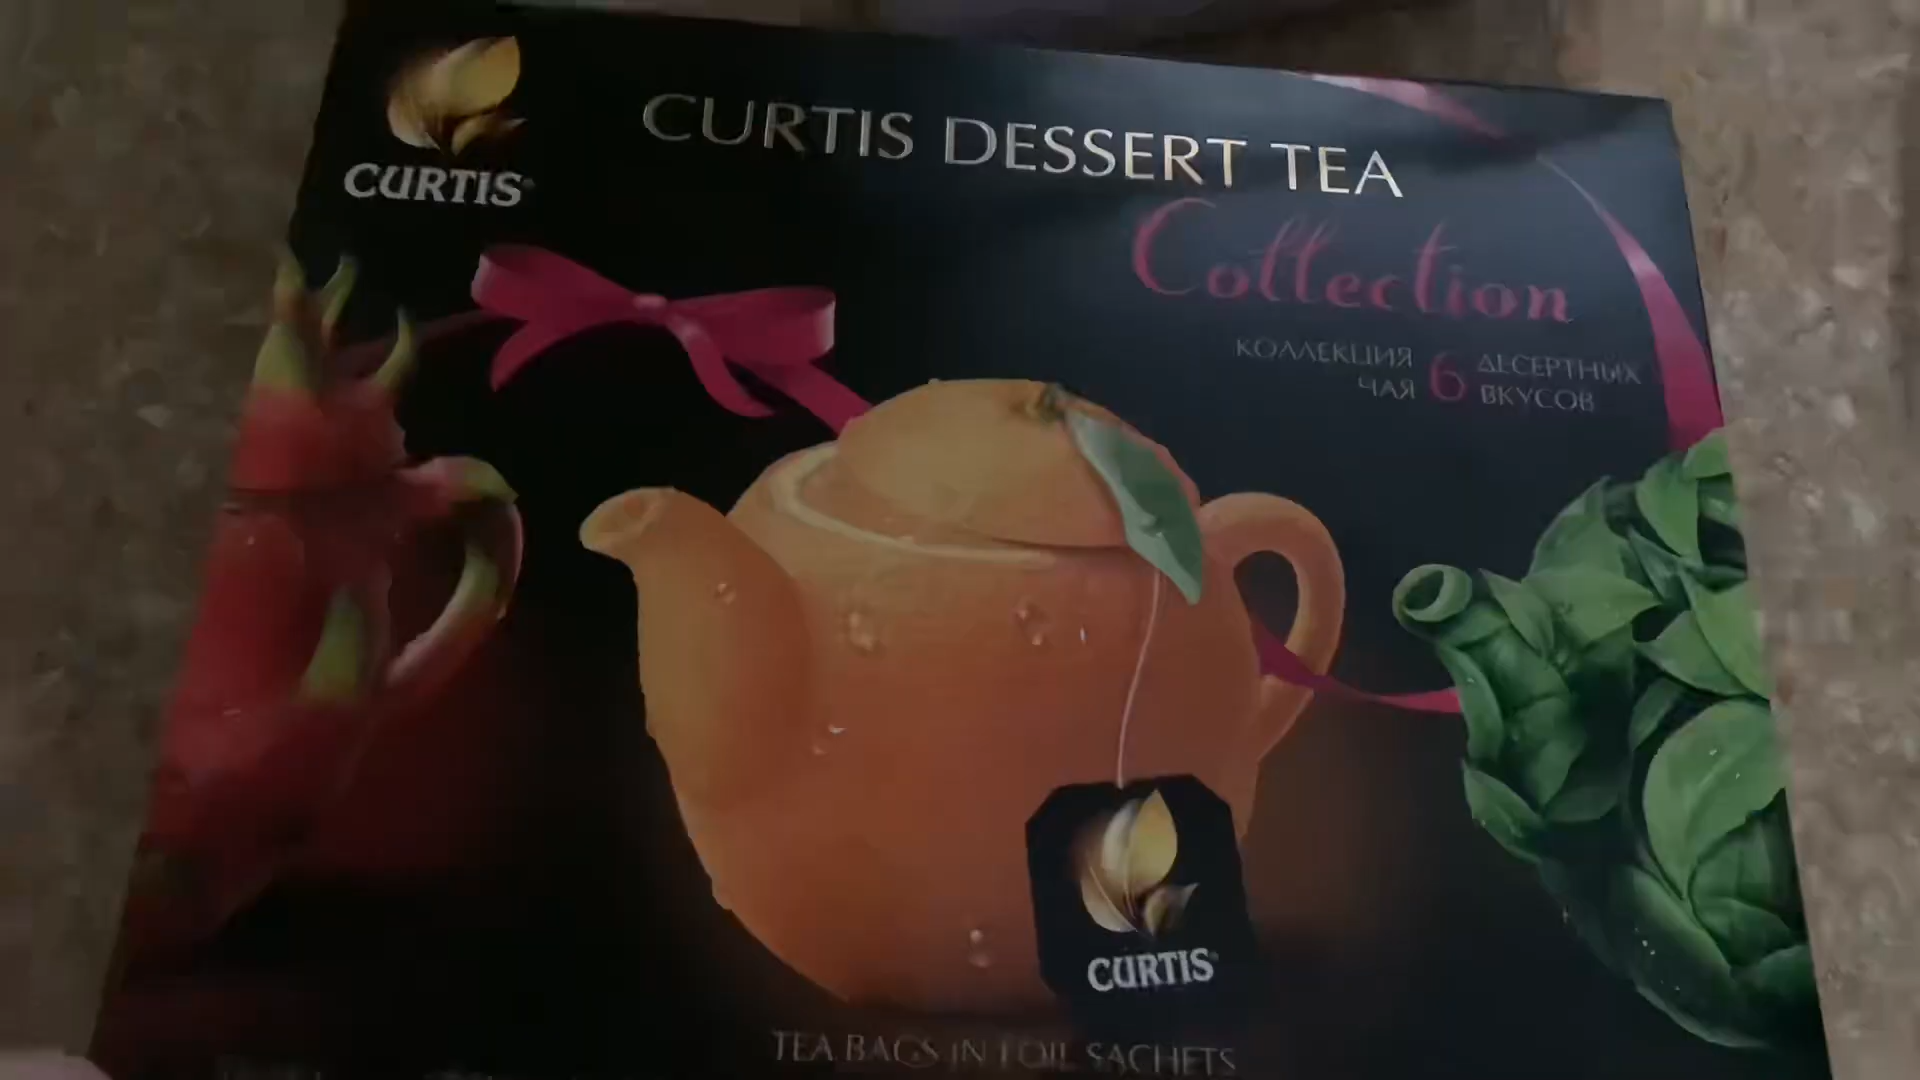 CURTIS
CURTIS DESSERT TEA
Collection
КОЛЛЕКЦИЯ
ЧАЯ
6
ДЕСЕРТНЫХ
ВКУСОВ
CURTIS
TEA BAGS IN FOIL SACHETS